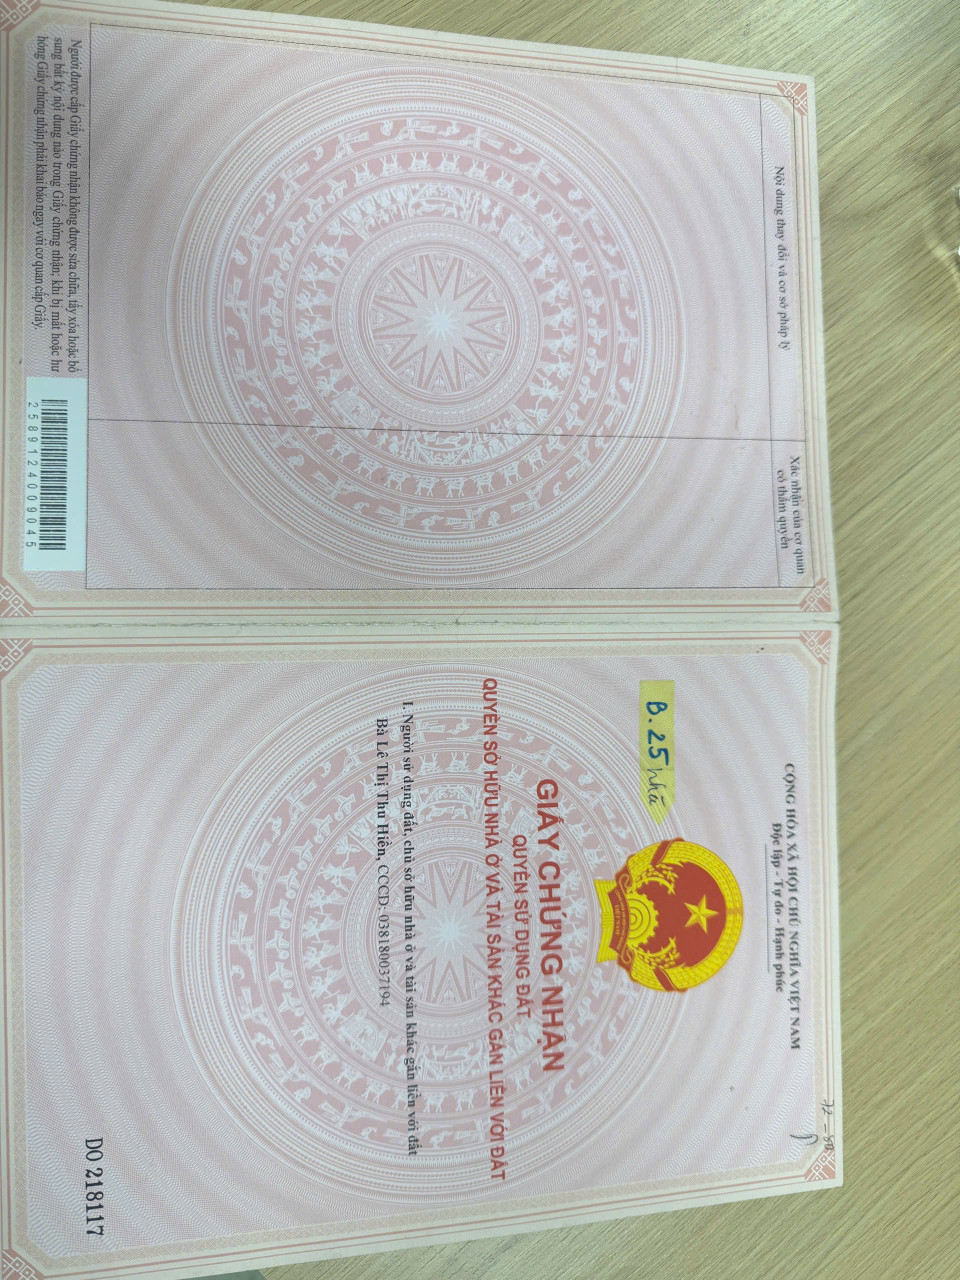 Nội dung thay đổi và cơ sở pháp lý
Xác nhận của cơ quan
có thẩm quyền
Người được cấp Giấy chứng nhận không được sửa chữa, tẩy xóa hoặc bổ
sung bất kỳ nội dung nào trong Giấy chứng nhận; khi bị mất hoặc hư
hỏng Giấy chứng nhận phải khai báo ngay với cơ quan cấp Giấy.
2589124009045
CỘNG HÒA XÃ HỘI CHỦ NGHĨA VIỆT NAM
Độc lập - Tự do - Hạnh phúc
B.25 nhà
GIẤY CHỨNG NHẬN
QUYỀN SỬ DỤNG ĐẤT
QUYỀN SỞ HỮU NHÀ Ở VÀ TÀI SẢN KHÁC GẮN LIỀN VỚI ĐẤT
I. Người sử dụng đất, chủ sở hữu nhà ở và tài sản khác gắn liền với đất
Bà Lê Thị Thu Hiền, CCCD: 038180037194
DO 218117